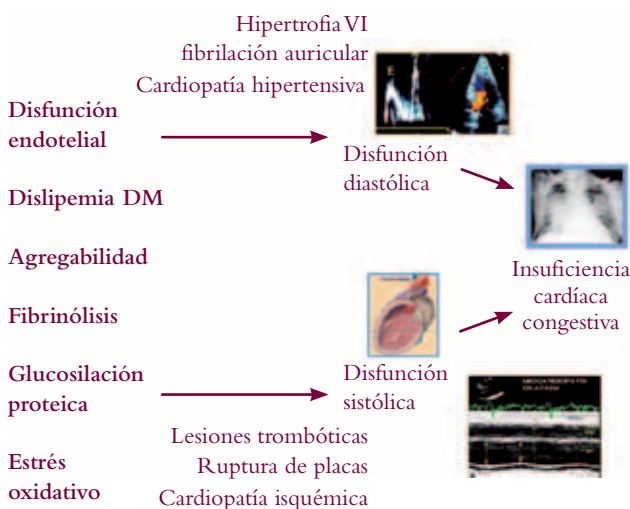 Hipertrofia VI
fibrilación auricular
Cardiopatía hipertensiva
Disfunción
endotelial
Dislipemia DM
Agregabilidad
Fibrinólisis
Glucosilación
proteica
Estrés
oxidativo
E
Disfunción
diastólica
Insuficiencia
cardíaca
congestiva
Disfunción
sistólica
Lesiones trombóticas
Ruptura de placas
Cardiopatía isquémica